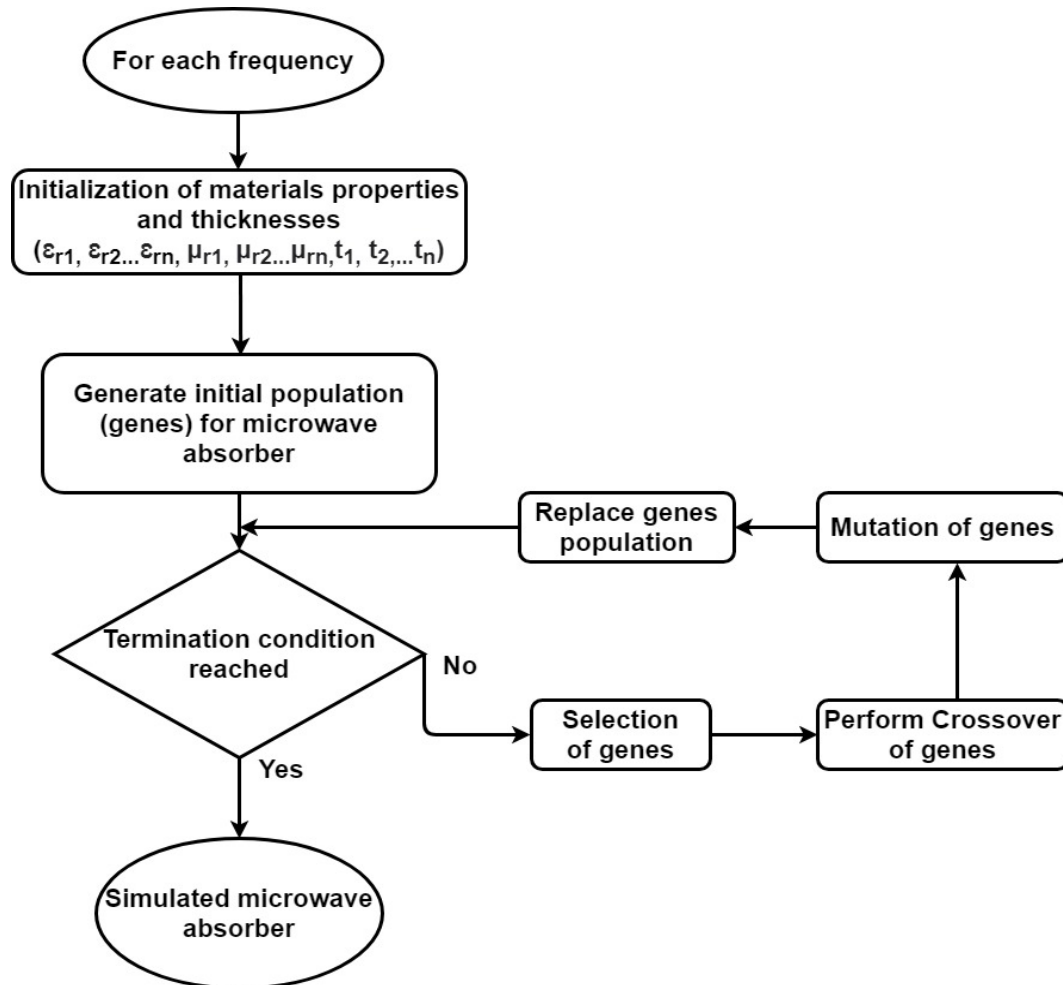 For each frequency
Initialization of materials properties
and thicknesses
(εr1, εr2...εrn, μr1, μr2...μrn,t1, t2,...tn)
Generate initial population
(genes) for microwave
absorber
Replace genes
population
Mutation of genes
Termination condition
reached
No
Selection
of genes
Perform Crossover
of genes
Yes
Simulated microwave
absorber